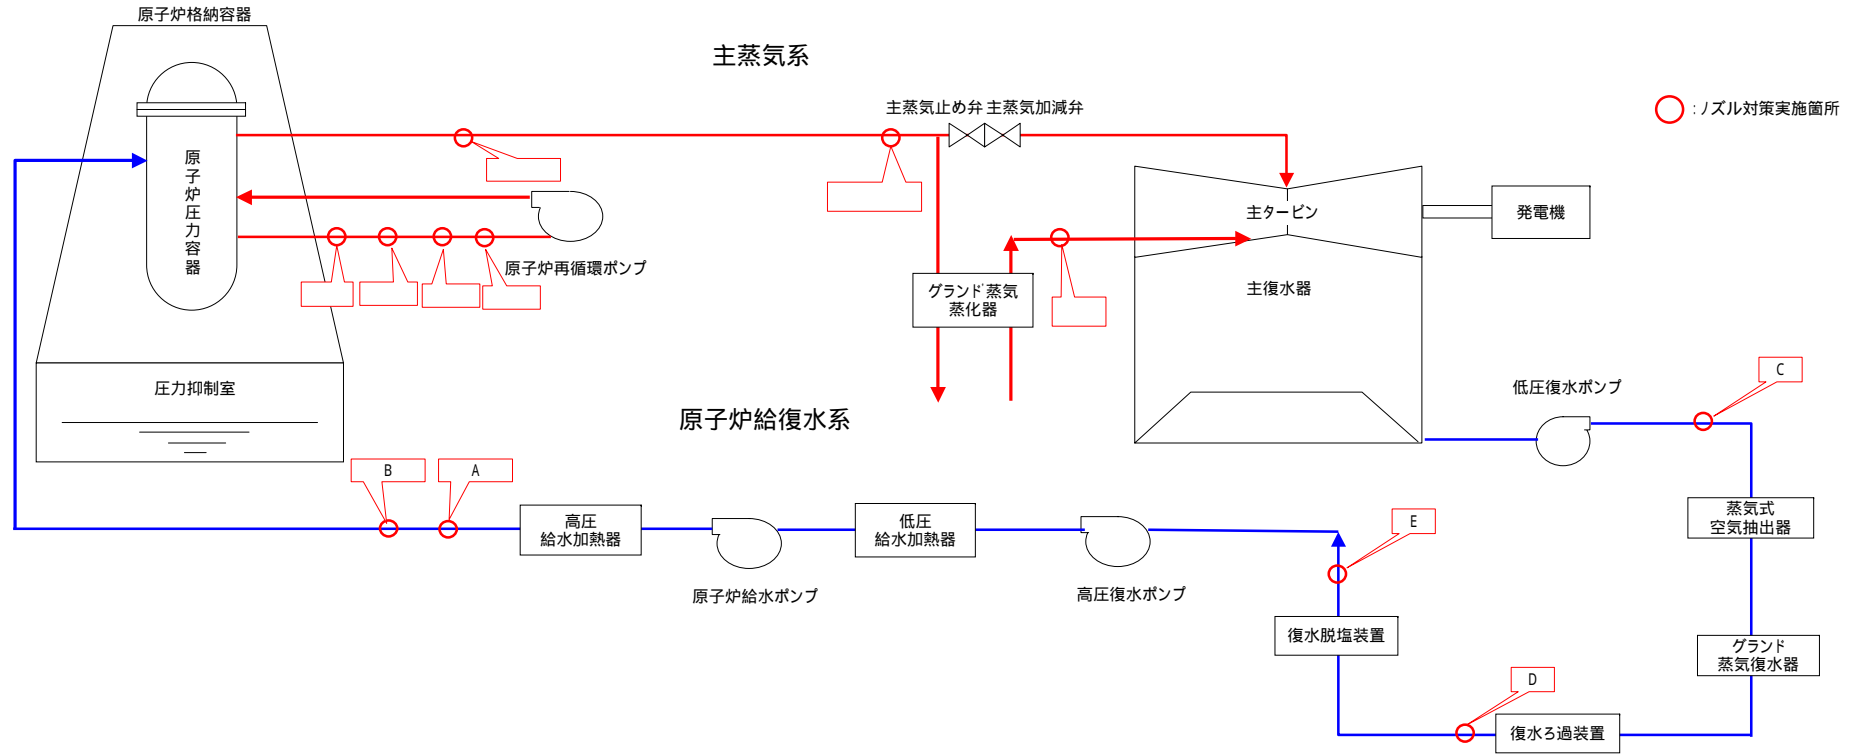 原子炉格納容器
主蒸気系
主蒸気止め弁 主蒸気加減弁
:ノズル対策実施箇所
原子炉圧力容器
主タービン
発電機
原子炉再循環ポンプ
グランド蒸気
蒸化器
主復水器
圧力抑制室
原子炉給復水系
低圧復水ポンプ
C
B
A
高圧
給水加熱器
低圧
給水加熱器
E
蒸気式
空気抽出器
原子炉給水ポンプ
高圧復水ポンプ
復水脱塩装置
グランド
蒸気復水器
D
復水ろ過装置